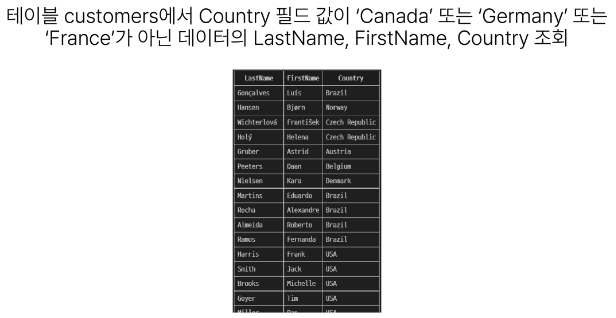 테이블 customers에서 Country 필드 값이 ‘Canada’ 또는 ‘Germany’ 또는
‘France’가 아닌 데이터의 LastName, FirstName, Country 조회
LastName FirstName Country
Gonçalves Luís Brazil
Hansen Bjørn Norway
Wichterlová František Czech Republic
Holý Helena Czech Republic
Gruber Astrid Austria
Peeters Daan Belgium
Nielsen Kara Denmark
Martins Eduardo Brazil
Rocha Alexandre Brazil
Almeida Roberto Brazil
Ramos Fernanda Brazil
Harris Frank USA
Smith Jack USA
Brooks Michelle USA
Goyer Tim USA
Miller Dan USA